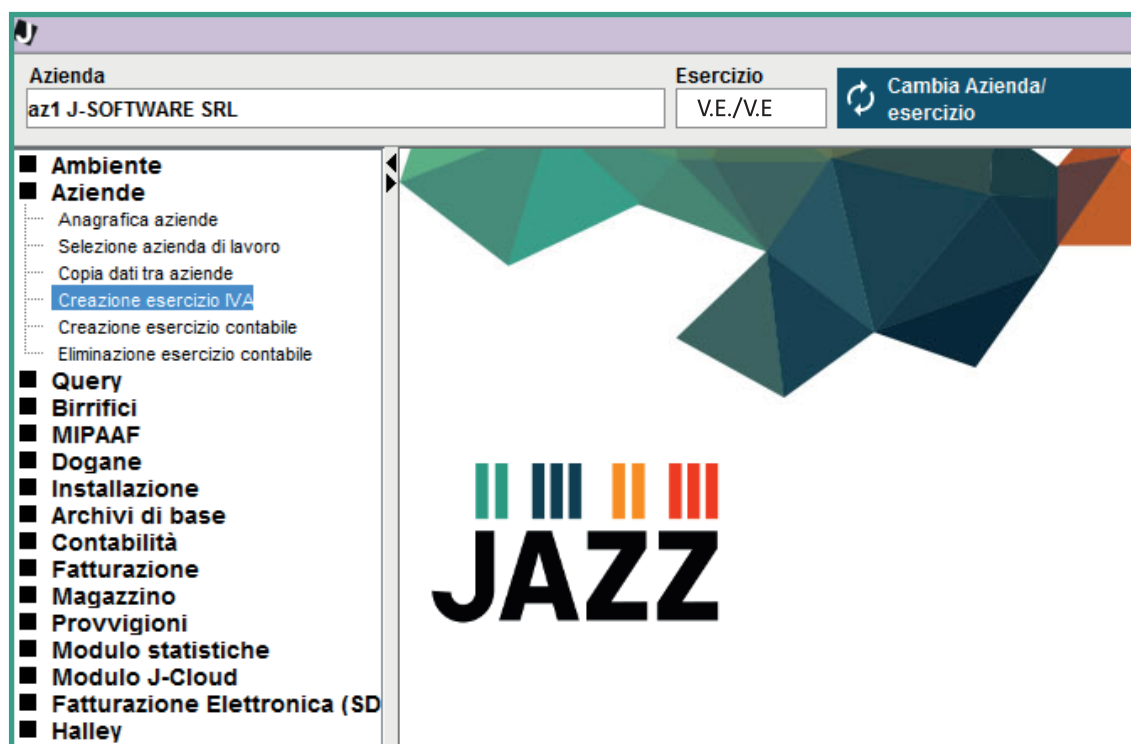 J
Azienda
Esercizio
az1 J-SOFTWARE SRL
V.E./V.E
Cambia Azienda/
esercizio
Ambiente
Aziende
Anagrafica aziende
Selezione azienda di lavoro
Copia dati tra aziende
Creazione esercizio IVA
Creazione esercizio contabile
Eliminazione esercizio contabile
Query
Birrifici
MIPAAF
Dogane
Installazione
Archivi di base
Contabilità
Fatturazione
Magazzino
Provvigioni
Modulo statistiche
Modulo J-Cloud
Fatturazione Elettronica (SD
Halley
JAZZ